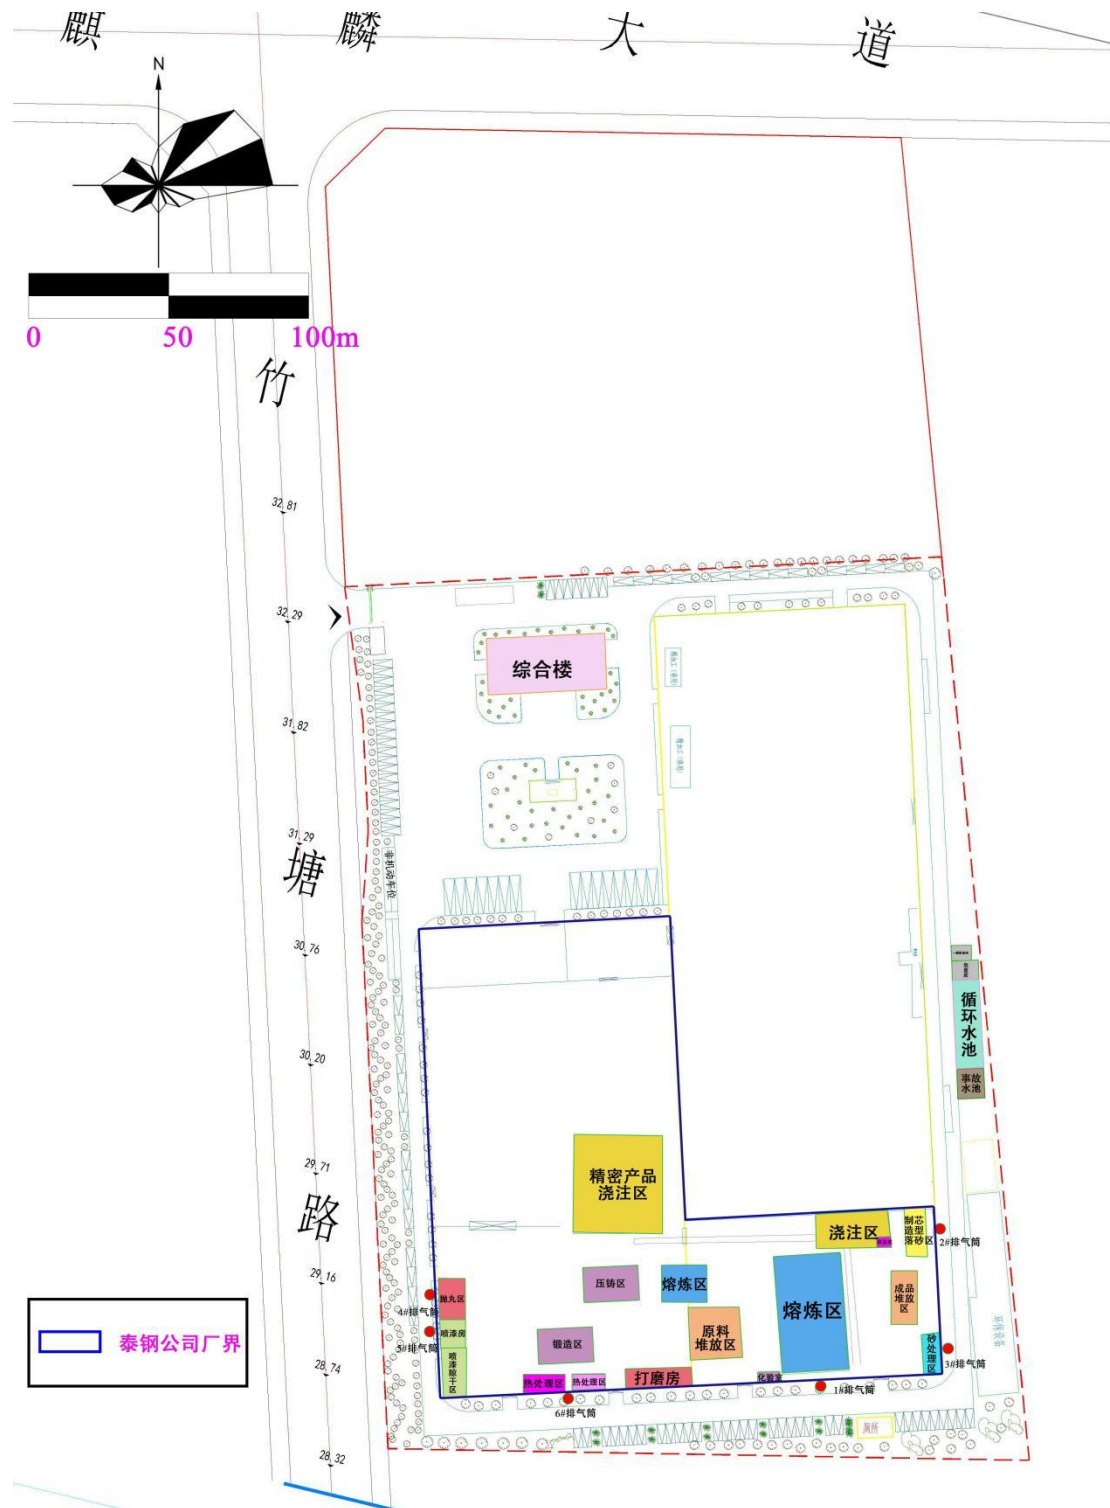 麒 麟 大 道
N
0 50 100m
竹
32.81
32.29
综合楼
31.82
31.29
塘
非机动车位
30.76
循环水池
30.20
事故
水池
29.71
精密产品
浇注区
路
浇注区
制芯
造型
落砂区
2#排气筒
29.16
压铸区
熔炼区
熔炼区
成品
堆放
区
抛丸区
4#排气筒
喷漆房
5#排气筒
原料
堆放区
砂处理区
3#排气筒
锻造区
喷漆晾干区
泰钢公司厂界
环保设备
28.74
热处理区
热处理区
打磨房
化验室
1#排气筒
6#排气筒
厕所
28.32